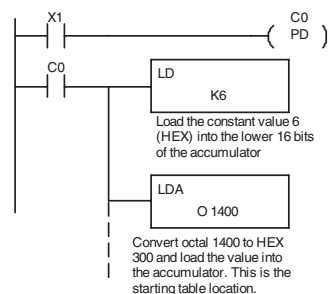 X1
C0
PD
C0
LD
K6
Load the constant value 6
(HEX) into the lower 16 bits
of the accumulator
LDA
O 1400
Convert octal 1400 to HEX
300 and load the value into
the accumulator. This is the
starting table location.